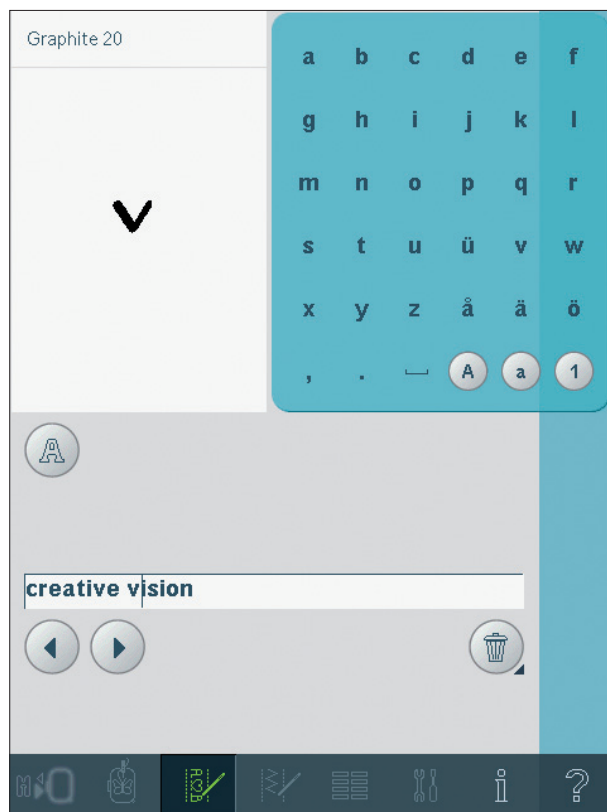 Graphite 20
v
a b c d e f
g h i j k l
m n o p q r
s t u ü v w
x y z å ä ö
, . A a 1
A
creative vision
i ?